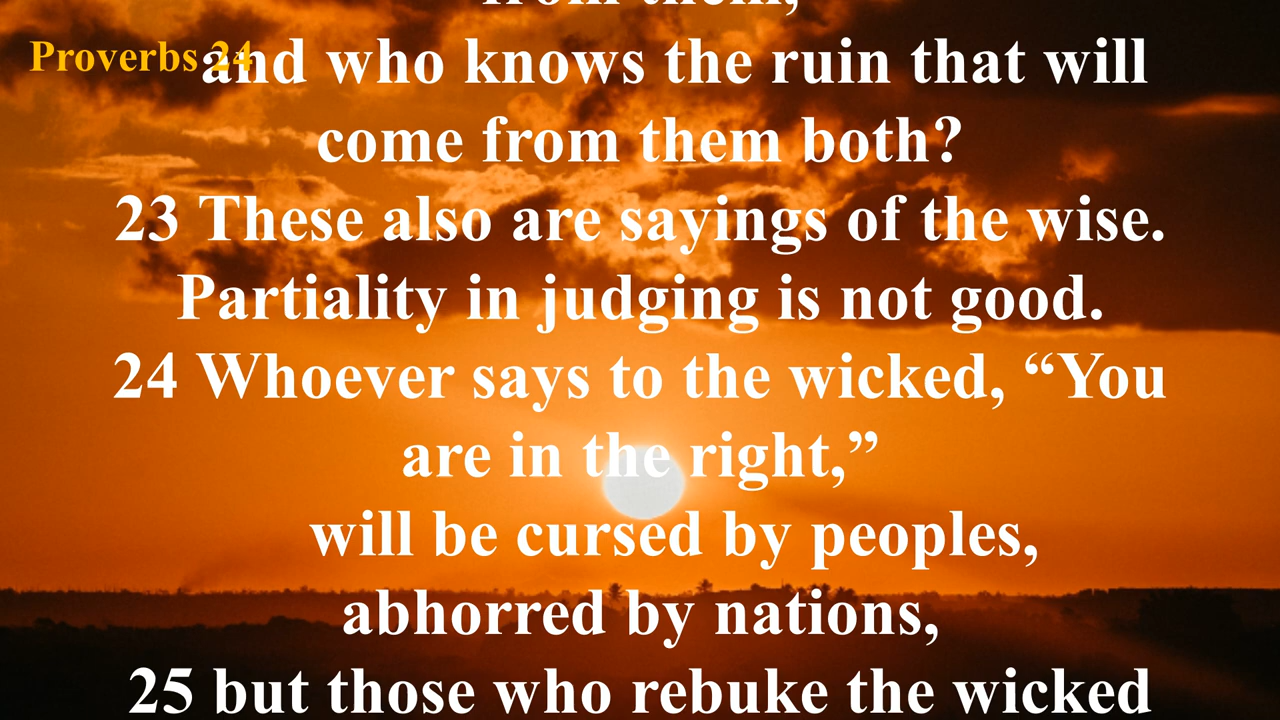 from them,
Proverbs 24
and who knows the ruin that will
come from them both?
23 These also are sayings of the wise.
Partiality in judging is not good.
24 Whoever says to the wicked, “You
are in the right,”
will be cursed by peoples,
abhorred by nations,
25 but those who rebuke the wicked